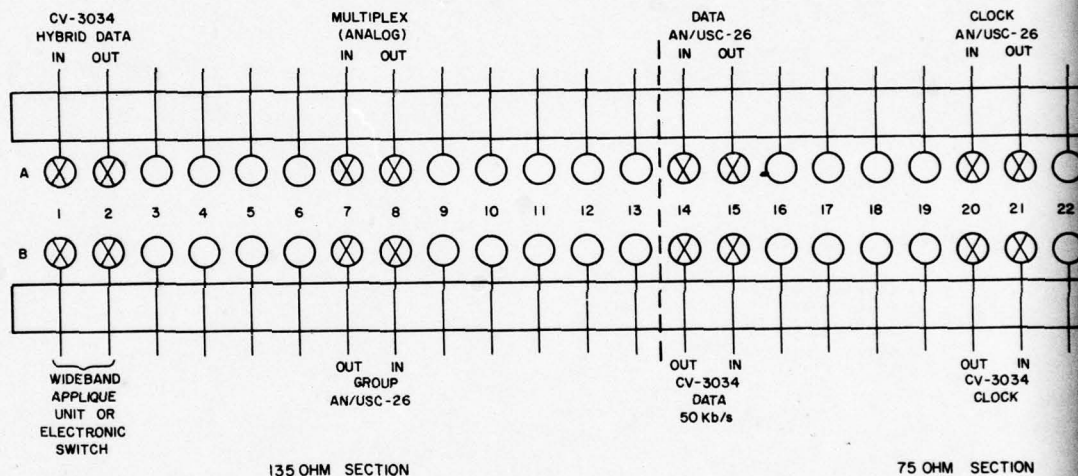 CV-3034
HYBRID DATA
IN OUT
MULTIPLEX
(ANALOG)
IN OUT
DATA
AN/USC-26
IN OUT
CLOCK
AN/USC-26
IN OUT
A
1 2 3 4 5 6 7 8 9 10 11 12 13 14 15 16 17 18 19 20 21 22
B
WIDEBAND
APPLIQUE
UNIT OR
ELECTRONIC
SWITCH
OUT IN
GROUP
AN/USC-26
OUT IN
CV-3034
DATA
50 Kb/s
OUT IN
CV-3034
CLOCK
135 OHM SECTION
75 OHM SECTION